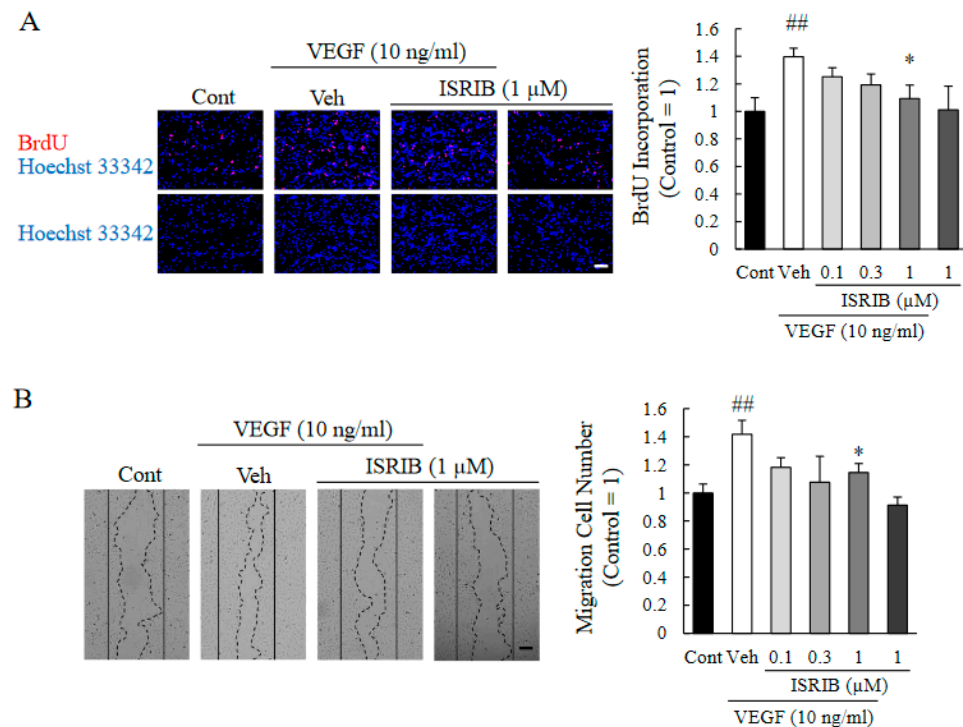 A
VEGF (10 ng/ml)
Cont
Veh
ISRIB (1 µM)
BrdU
Hoechst 33342
Hoechst 33342
BrdU Incorporation
(Control = 1)
1.6
1.4
1.2
1
0.8
0.6
0.4
0.2
0
##
*
Cont Veh 0.1 0.3 1 1
ISRIB (µM)
VEGF (10 ng/ml)
B
VEGF (10 ng/ml)
Cont
Veh
ISRIB (1 µM)
Migration Cell Number
(Control = 1)
1.6
1.4
1.2
1
0.8
0.6
0.4
0.2
0
##
*
Cont Veh 0.1 0.3 1 1
ISRIB (µM)
VEGF (10 ng/ml)